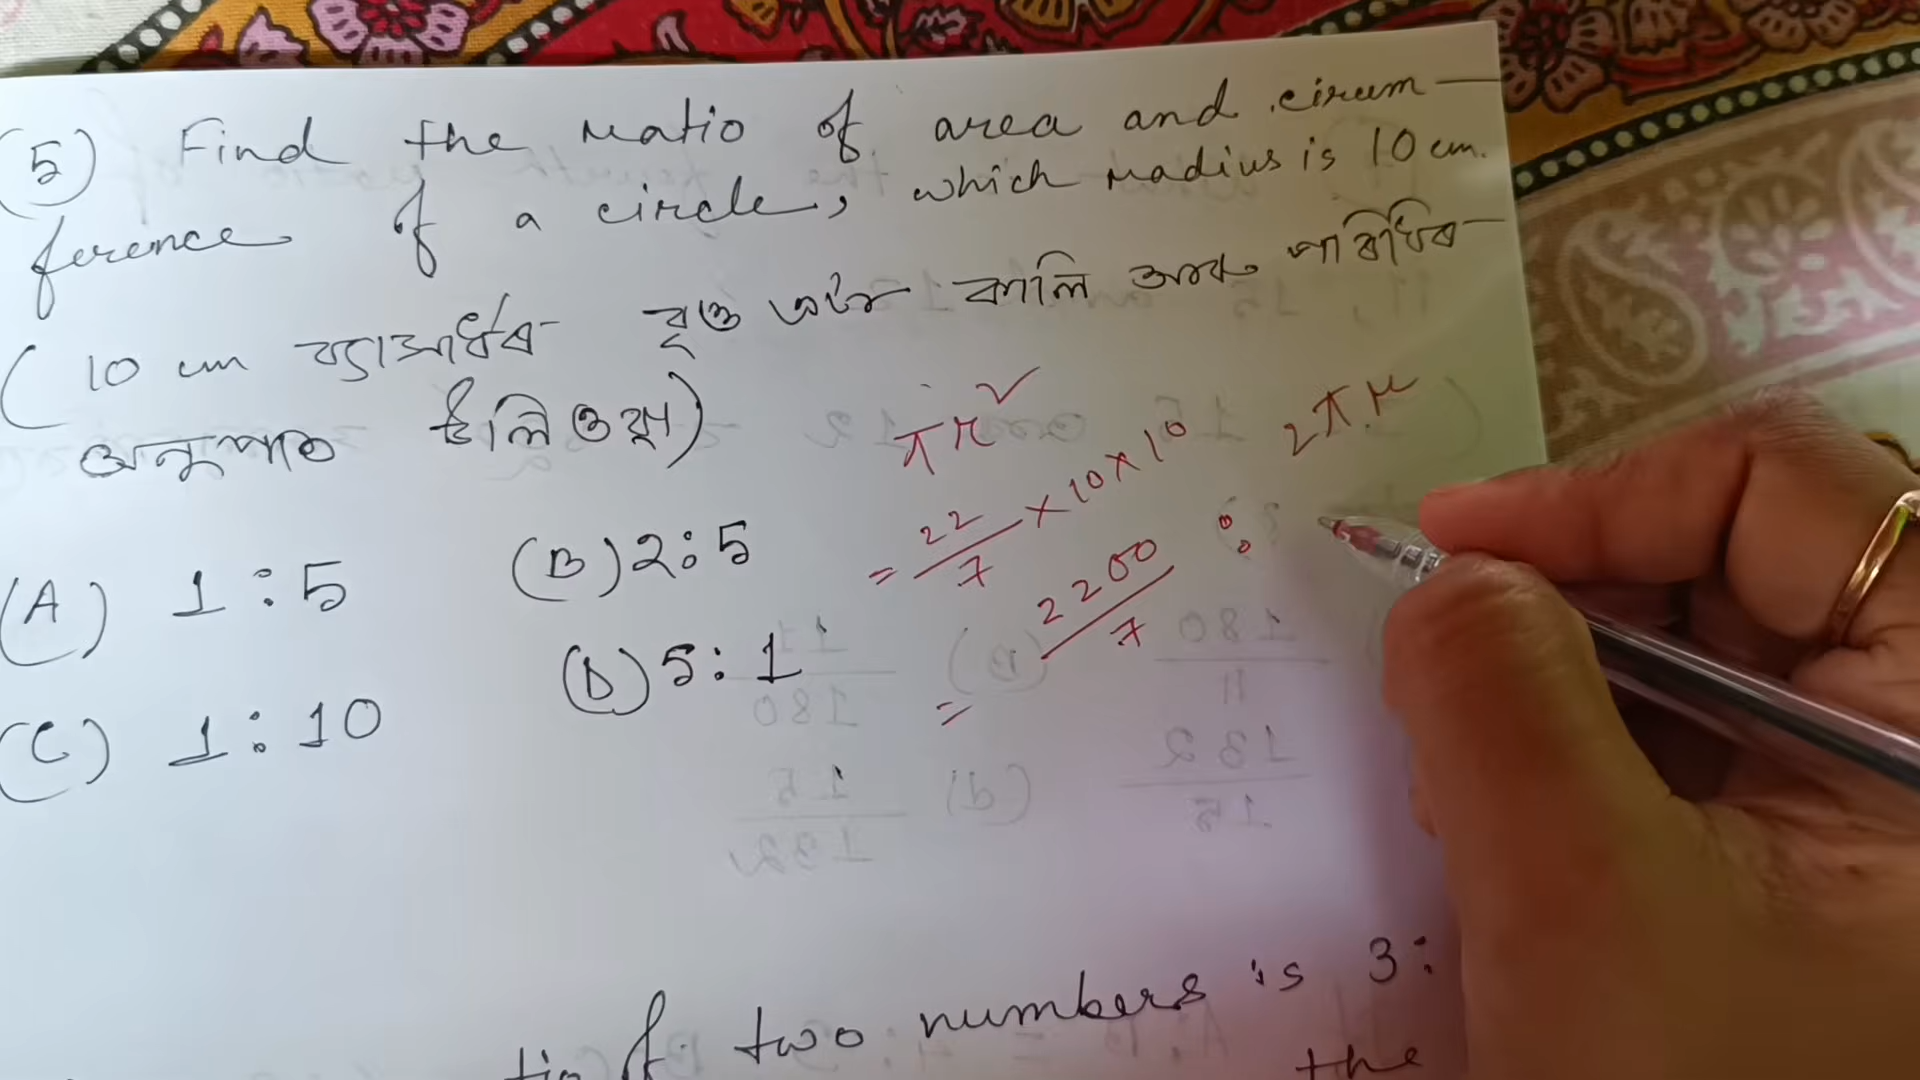 (5) Find the ratio of area and circum-
ference of a circle, which radius is 10 cm.
(10 cm ব্যাসাৰ্ধৰ বৃত্ত এটাৰ কালি আৰু পৰিধিৰ
অনুপাত উলিওৱা)
πr² 2πr
= 22/7 × 10 × 10
(A) 1 : 5 (B) 2 : 5
2200/7 :
(C) 1 : 10 (D) 5 : 1
=
of two numbers is 3 :
the